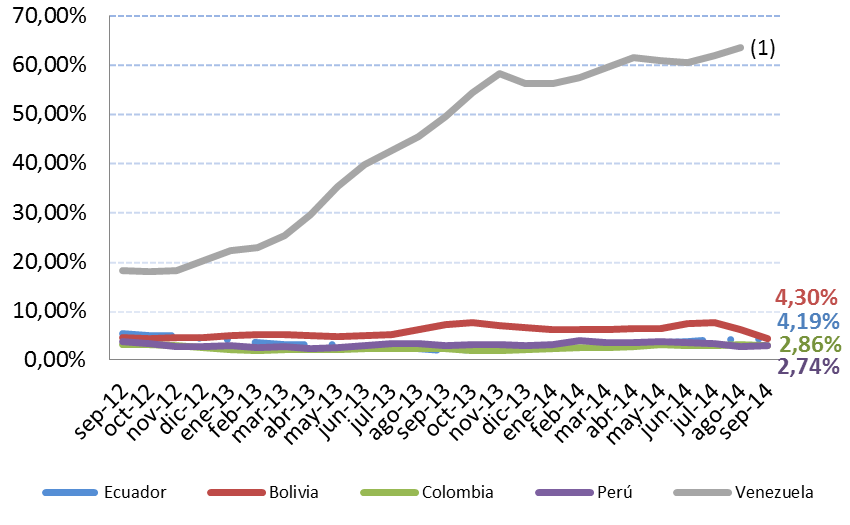 70,00%
60,00%
50,00%
40,00%
30,00%
20,00%
10,00%
0,00%
(1)
4,30%
4,19%
2,86%
2,74%
sep-12
oct-12
nov-12
dic-12
ene-13
feb-13
mar-13
abr-13
may-13
jun-13
jul-13
ago-13
sep-13
oct-13
nov-13
dic-13
ene-14
feb-14
mar-14
abr-14
may-14
jun-14
jul-14
ago-14
sep-14
Ecuador Bolivia Colombia Perú Venezuela